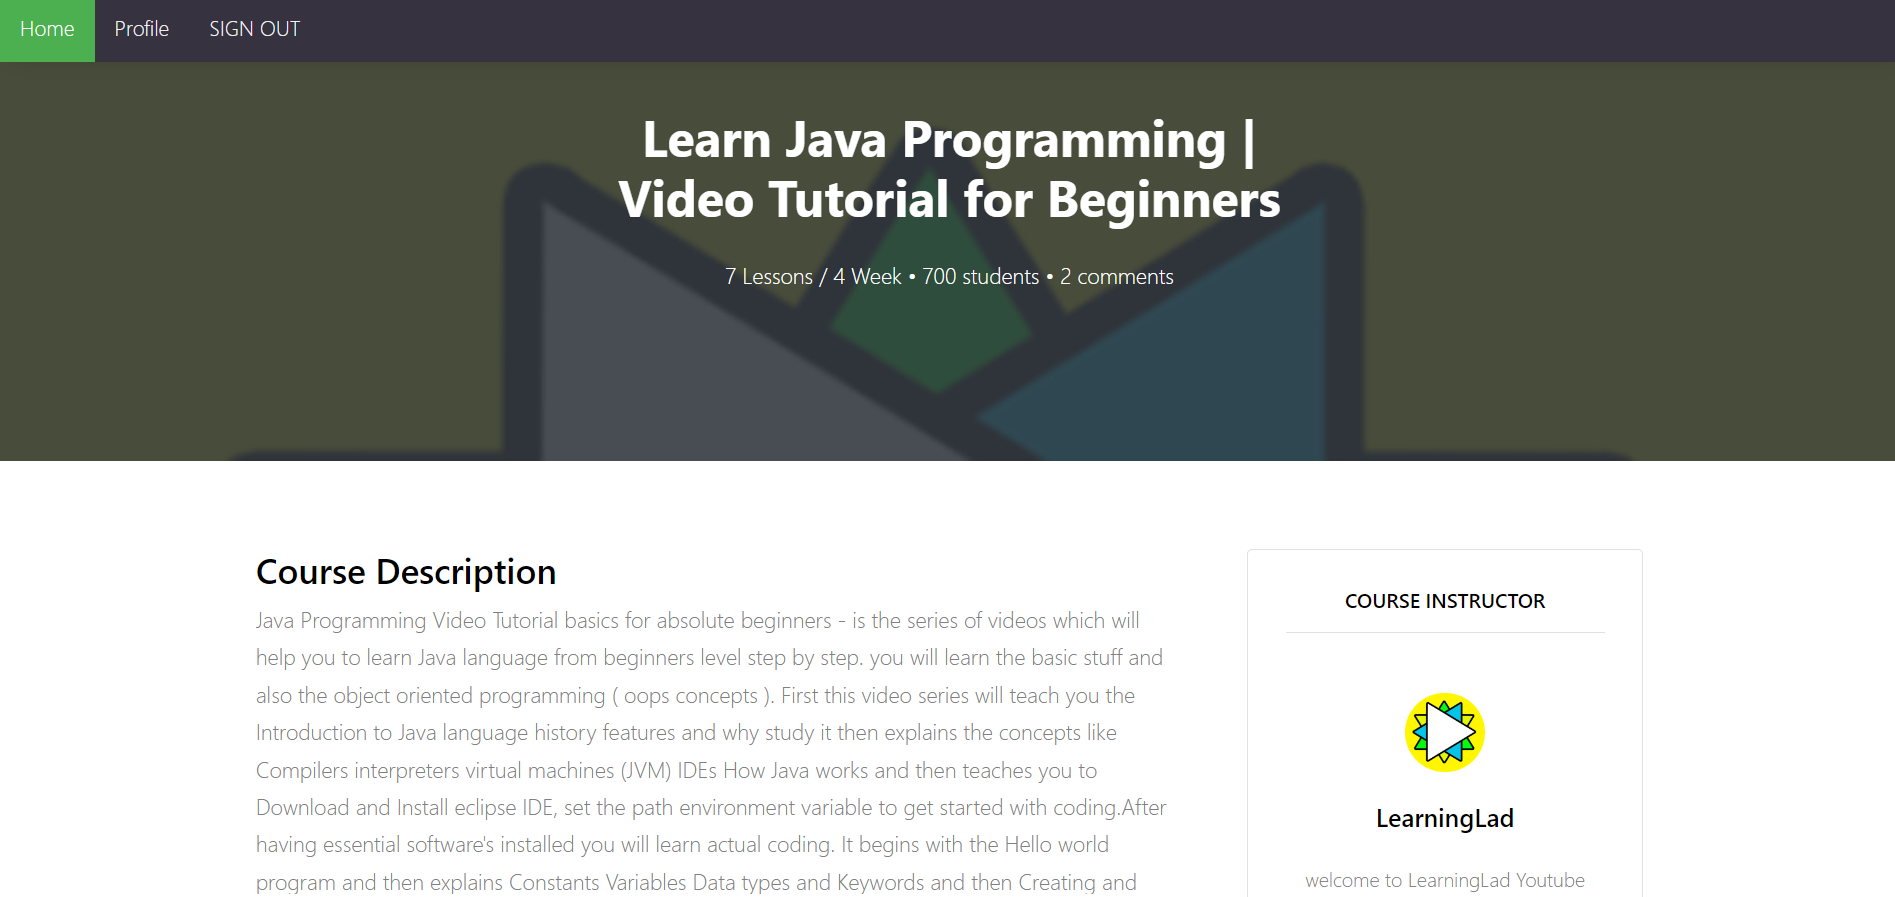 Home Profile SIGN OUT
Learn Java Programming |
Video Tutorial for Beginners
7 Lessons / 4 Week • 700 students • 2 comments
Course Description
Java Programming Video Tutorial basics for absolute beginners - is the series of videos which will
help you to learn Java language from beginners level step by step. you will learn the basic stuff and
also the object oriented programming ( oops concepts ). First this video series will teach you the
Introduction to Java language history features and why study it then explains the concepts like
Compilers interpreters virtual machines (JVM) IDEs How Java works and then teaches you to
Download and Install eclipse IDE, set the path environment variable to get started with coding.After
having essential software's installed you will learn actual coding. It begins with the Hello world
program and then explains Constants Variables Data types and Keywords and then Creating and
COURSE INSTRUCTOR
LearningLad
welcome to LearningLad Youtube